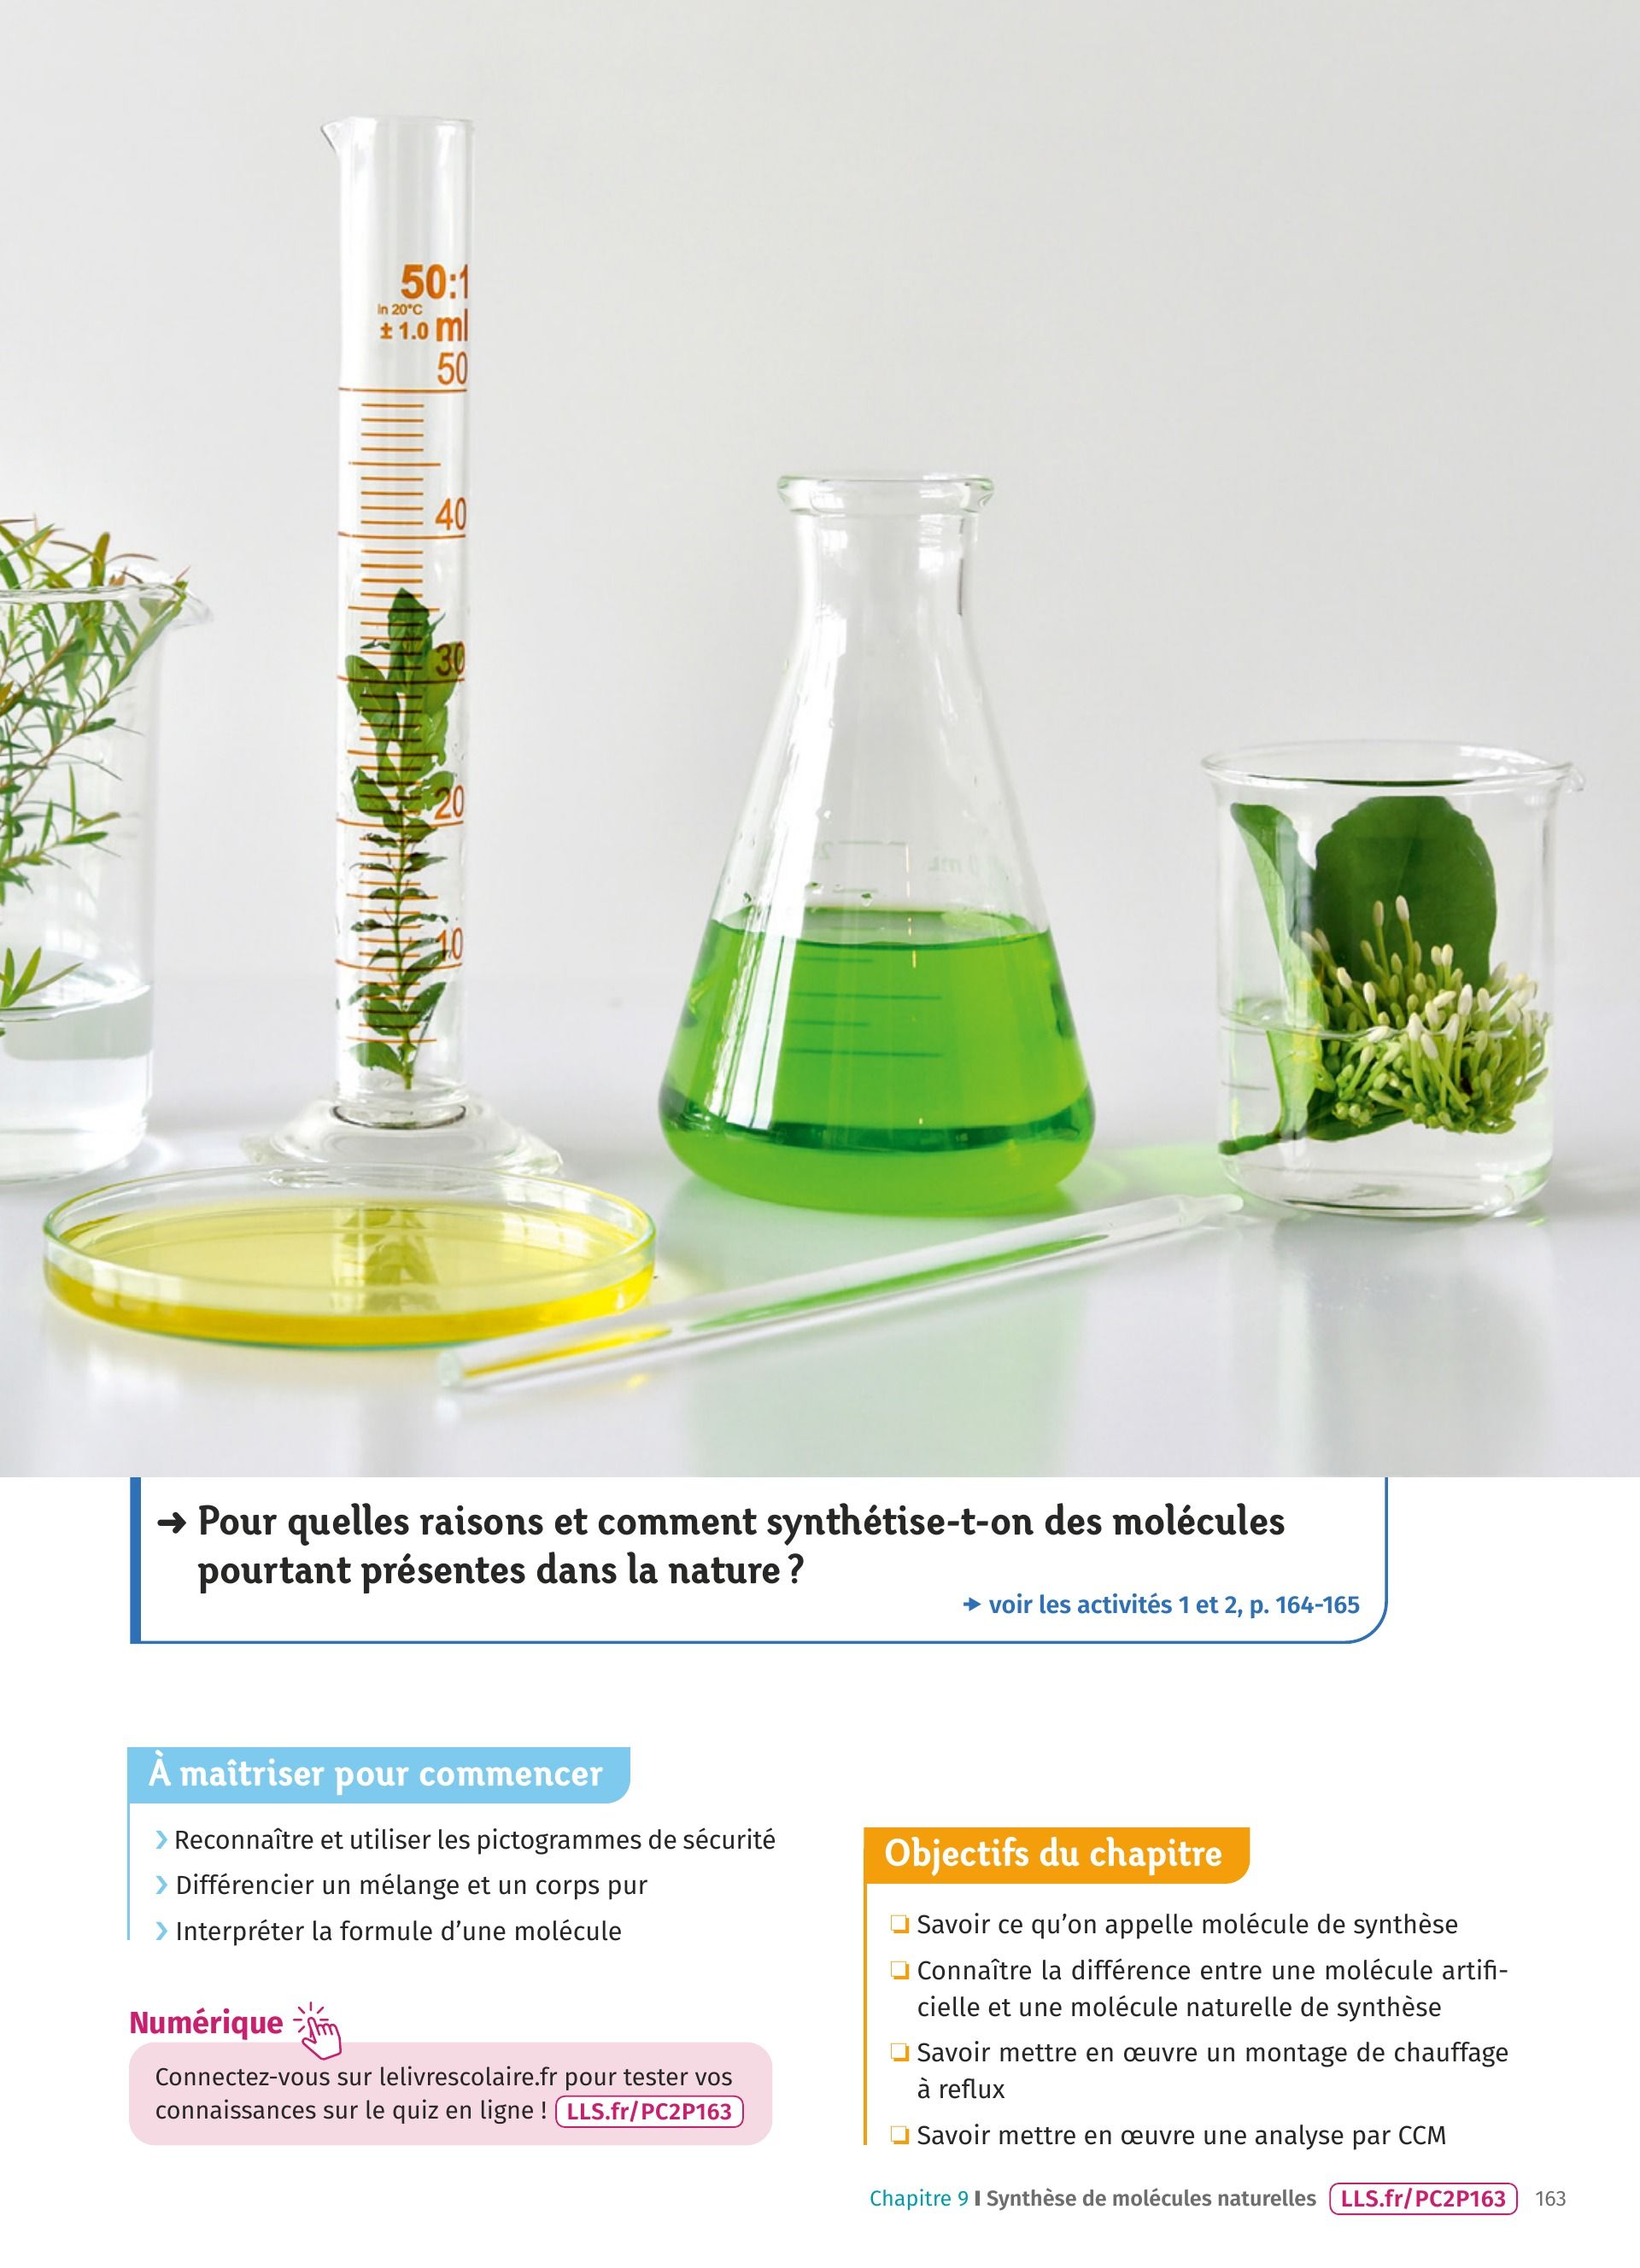 50:1
In 20°C
± 1.0 ml
50
40
30
20
10
➜ Pour quelles raisons et comment synthétise-t-on des molécules
pourtant présentes dans la nature ?
➜ voir les activités 1 et 2, p. 164-165
À maîtriser pour commencer
› Reconnaître et utiliser les pictogrammes de sécurité
› Différencier un mélange et un corps pur
› Interpréter la formule d’une molécule
Numérique
Connectez-vous sur lelivrescolaire.fr pour tester vos
connaissances sur le quiz en ligne ! LLS.fr/PC2P163
Objectifs du chapitre
❏ Savoir ce qu’on appelle molécule de synthèse
❏ Connaître la différence entre une molécule artifi-
cielle et une molécule naturelle de synthèse
❏ Savoir mettre en œuvre un montage de chauffage
à reflux
❏ Savoir mettre en œuvre une analyse par CCM
Chapitre 9 I Synthèse de molécules naturelles LLS.fr/PC2P163 163